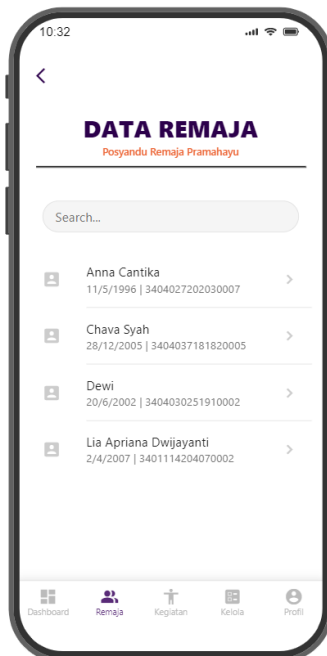 10:32
DATA REMAJA
Posyandu Remaja Pramahayu
Search...
Anna Cantika
11/5/1996 | 3404027202030007
Chava Syah
28/12/2005 | 3404037181820005
Dewi
20/6/2002 | 3404030251910002
Lia Apriana Dwijayanti
2/4/2007 | 3401114204070002
Dashboard Remaja Kegiatan Kelola Profil